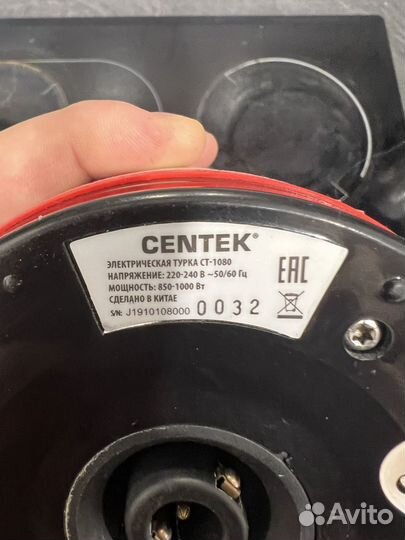 CENTEK®
ЭЛЕКТРИЧЕСКАЯ ТУРКА CT-1080
НАПРЯЖЕНИЕ: 220-240 В ~50/60 Гц
МОЩНОСТЬ: 850-1000 Вт
СДЕЛАНО В КИТАЕ
S/N: J1910108000 0032
EAC
Avito